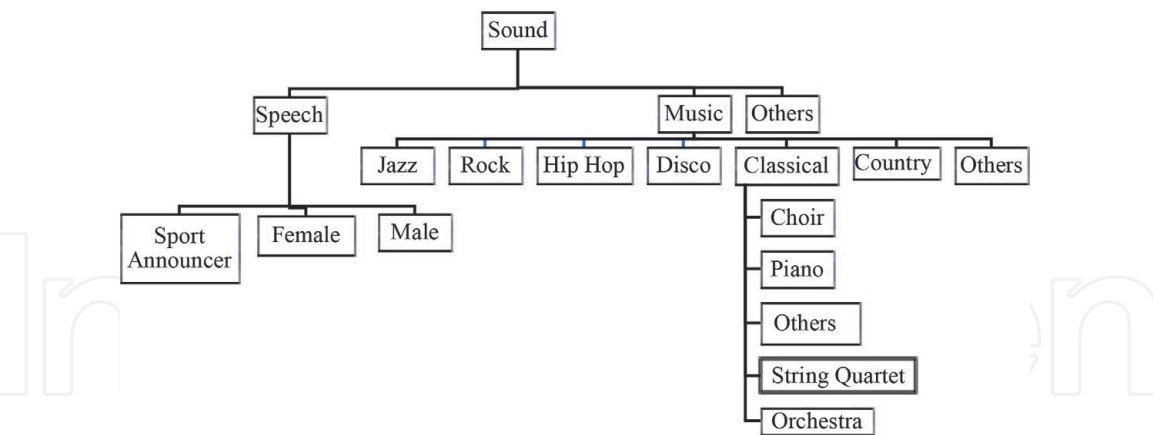 Sound
Speech
Music
Others
Jazz
Rock
Hip Hop
Disco
Classical
Country
Others
Sport
Announcer
Female
Male
Choir
Piano
Others
String Quartet
Orchestra